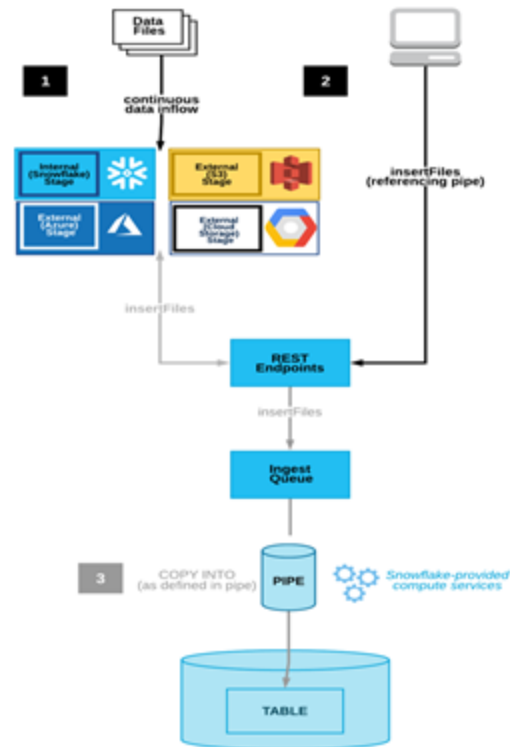 Data
Files
1
2
continuous
data inflow
Internal
(Snowflake)
Stage
External
(S3)
Stage
insertFiles
(referencing pipe)
External
(Azure)
Stage
External
(Cloud
Storage)
Stage
insertFiles
REST
Endpoints
insertFiles
Ingest
Queue
3
COPY INTO
(as defined in pipe)
PIPE
Snowflake-provided
compute services
TABLE